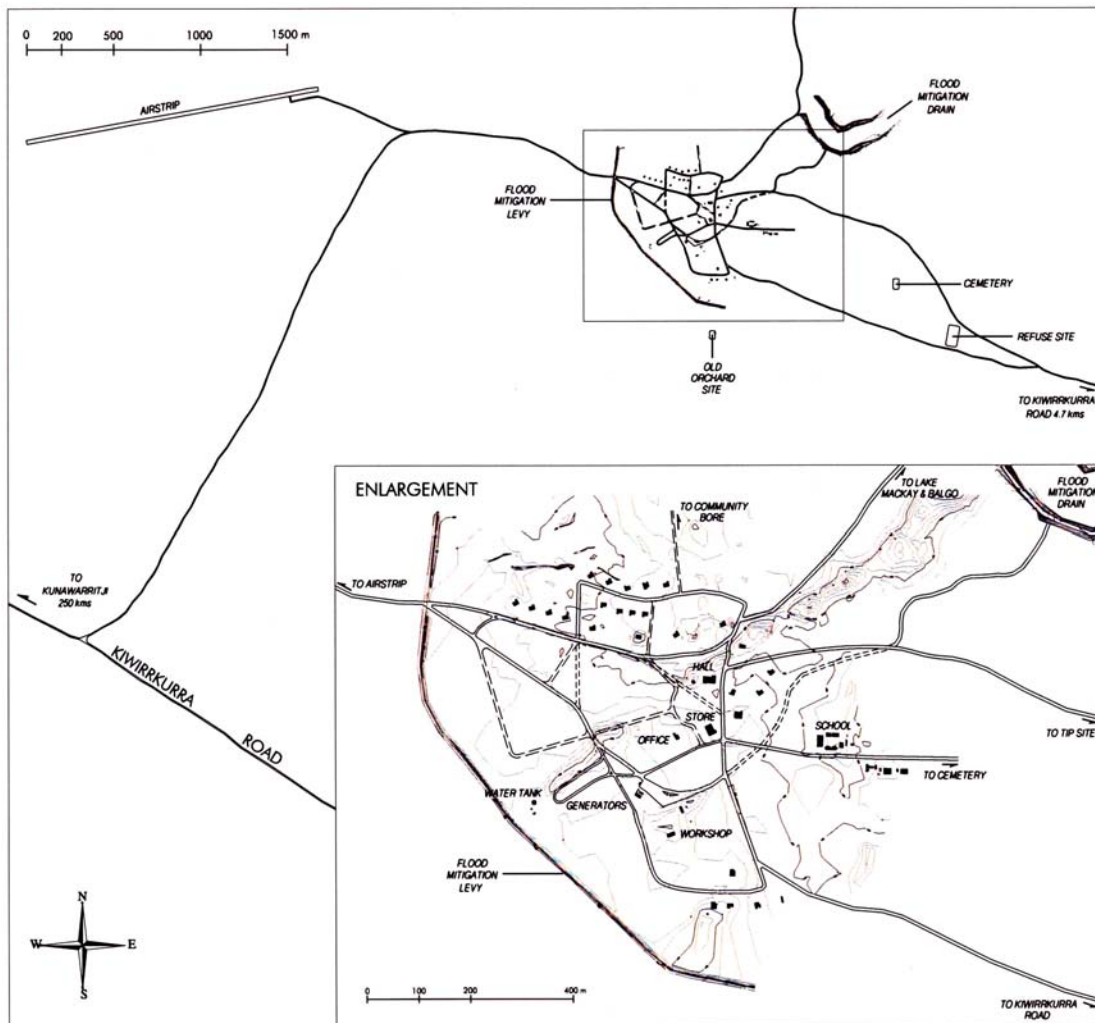 0 200 500 1000 1500 m
AIRSTRIP
FLOOD
MITIGATION
DRAIN
FLOOD
MITIGATION
LEVY
CEMETERY
REFUSE SITE
OLD
ORCHARD
SITE
TO KIWIRRKURRA
ROAD 4.7 kms
TO
KUNAWARRITJI
250 kms
KIWIRRKURRA
ROAD
N
W E
S
ENLARGEMENT
TO COMMUNITY
BORE
TO LAKE
MACKAY & BALGO
FLOOD
MITIGATION
DRAIN
TO AIRSTRIP
HALL
STORE
OFFICE
SCHOOL
TO TIP SITE
TO CEMETERY
WATER TANK
GENERATORS
WORKSHOP
FLOOD
MITIGATION
LEVY
0 100 200 400 m
TO KIWIRRKURRA
ROAD